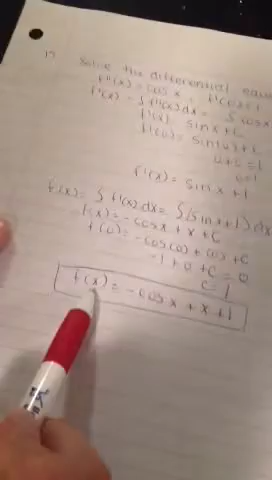 17. Solve the differential equa
f"(x) = cos x f'(0) = 1
f'(x) = ∫ f"(x) dx = ∫ cos x
f'(x) sin x + C
f'(0) = sin(0) + C
0 + C = 1
C = 1
f'(x) = sin x + 1
f(x) = ∫ f'(x) dx = ∫ (sin x + 1) dx
f(x) = -cos x + x + C
f(0) = -cos(0) + 0 + C
-1 + 0 + C = 0
C = 1
f(x) = -cos x + x + 1